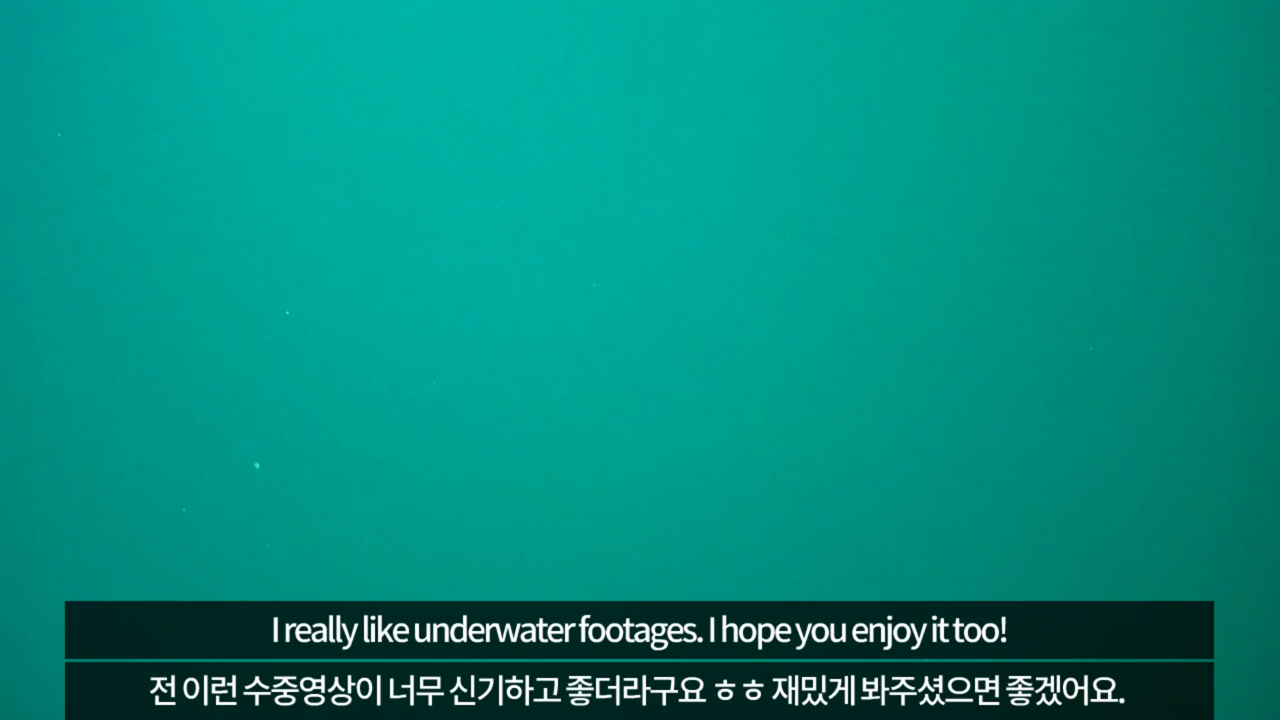 I really like underwater footages. I hope you enjoy it too!
전 이런 수중영상이 너무 신기하고 좋더라구요 ㅎㅎ 재밌게 봐주셨으면 좋겠어요.